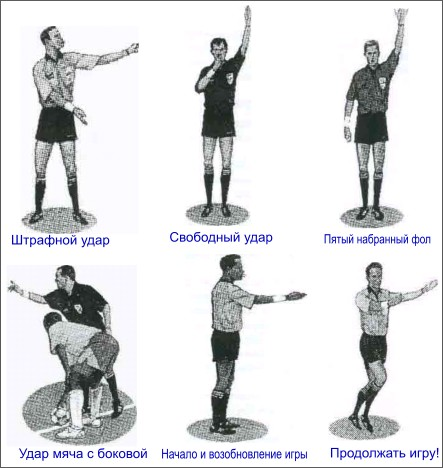 Штрафной удар
Свободный удар
Пятый набранный фол
Удар мяча с боковой
Начало и возобновление игры
Продолжать игру!